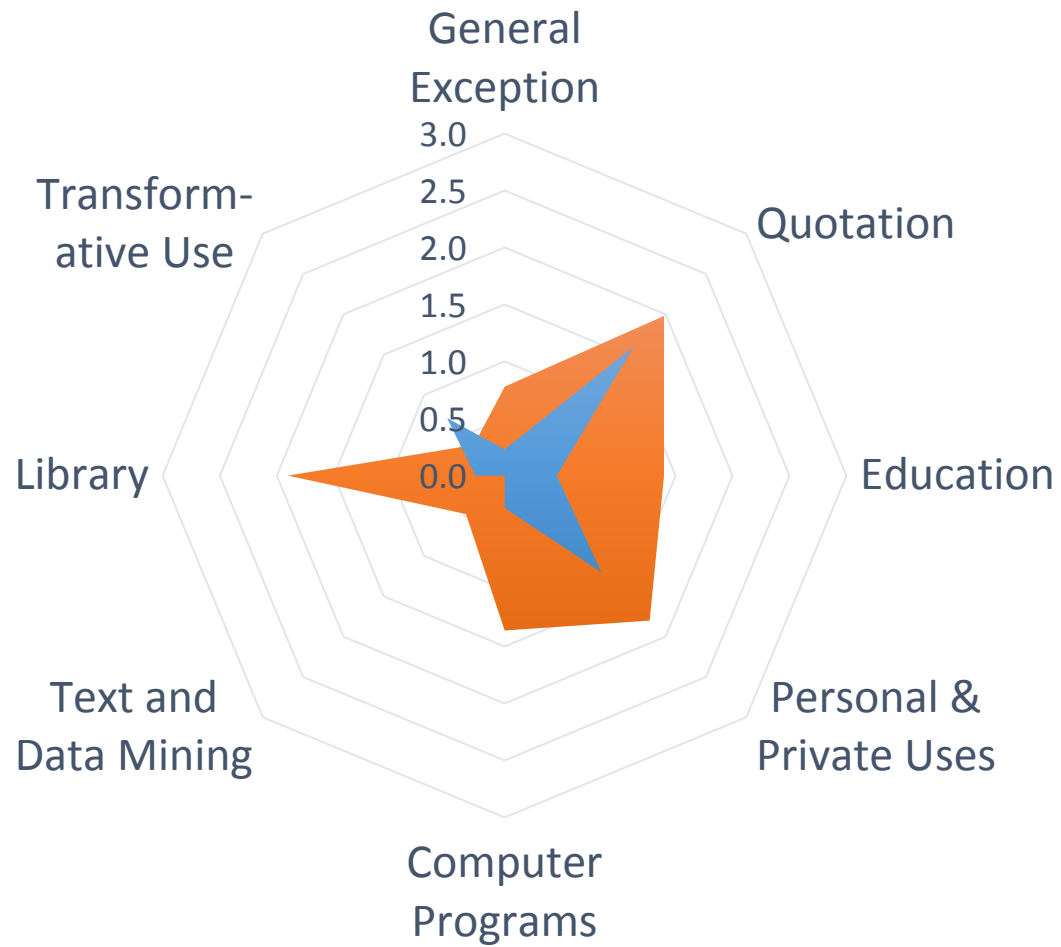 General
Exception
3.0
Transform-
ative Use
2.5
Quotation
2.0
1.5
1.0
0.5
Library
0.0
Education
Text and
Data Mining
Personal &
Private Uses
Computer
Programs